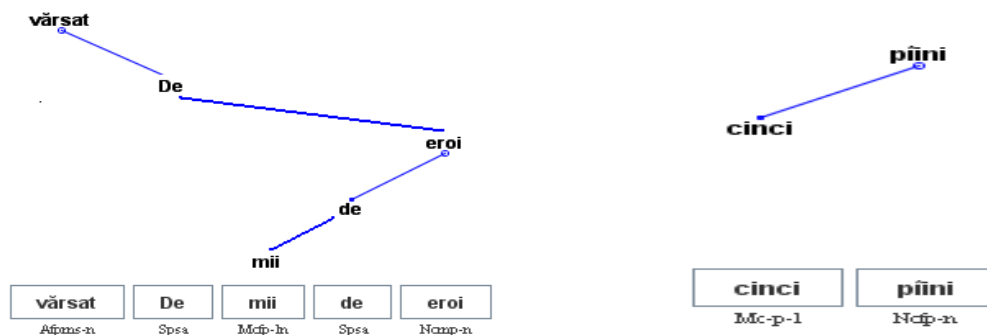 vărsat
De
eroi
de
mii
vărsat De mii de eroi
Afpms-n Spsa Mcfp-ln Spsa Ncmp-n
pîini
cinci
cinci pîini
Mc-p-l Ncfp-n